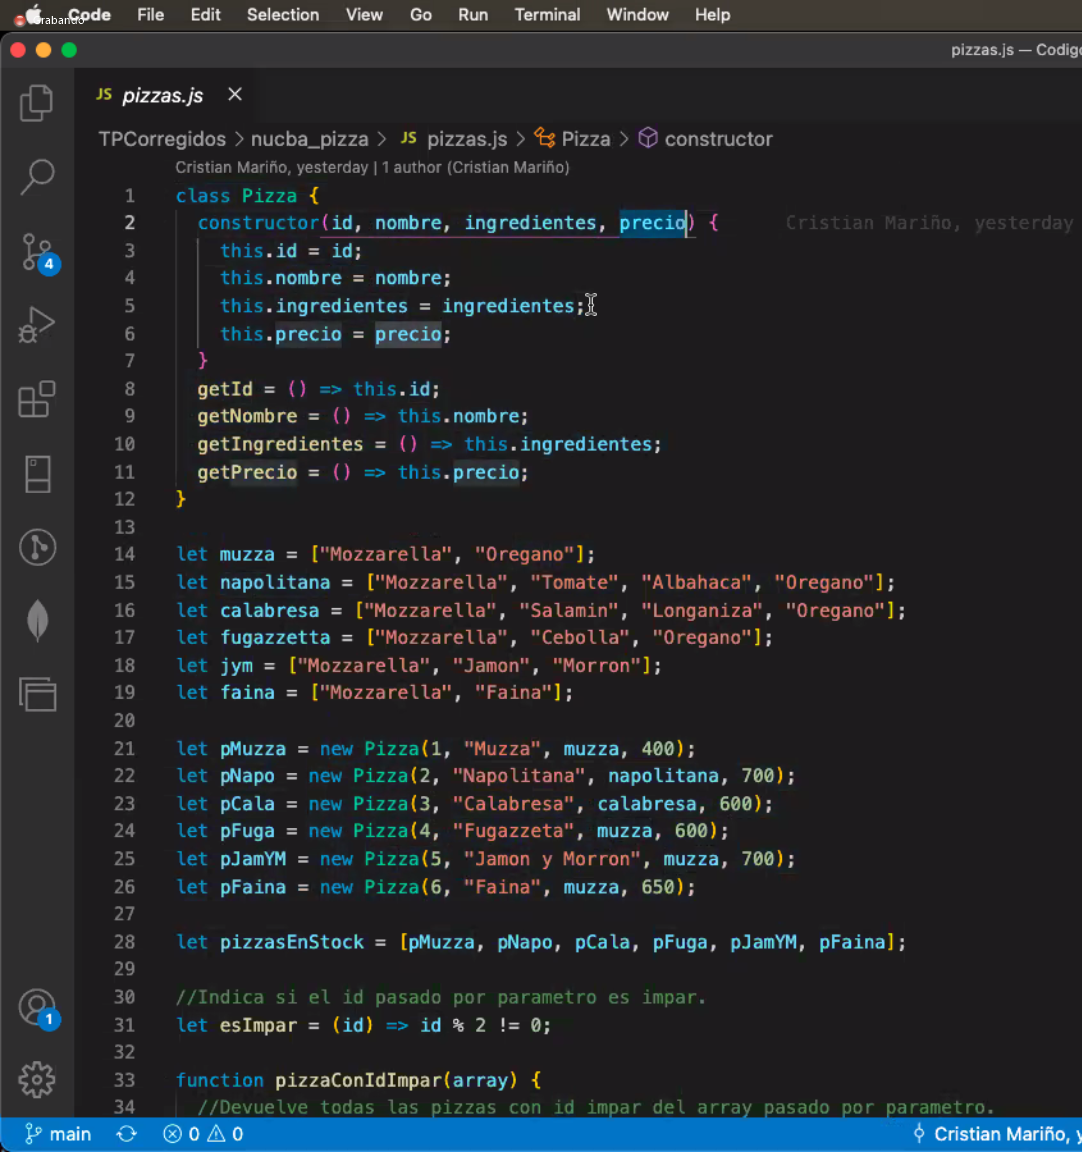 Grabando
Code File Edit Selection View Go Run Terminal Window Help
pizzas.js — Codig
JS pizzas.js ×
TPCorregidos > nucba_pizza > JS pizzas.js > Pizza > constructor
Cristian Mariño, yesterday | 1 author (Cristian Mariño)
1 class Pizza {
2 constructor(id, nombre, ingredientes, precio) { Cristian Mariño, yesterday
3 this.id = id;
4 this.nombre = nombre;
5 this.ingredientes = ingredientes;
6 this.precio = precio;
7 }
8 getId = () => this.id;
9 getNombre = () => this.nombre;
10 getIngredientes = () => this.ingredientes;
11 getPrecio = () => this.precio;
12 }
13
14 let muzza = ["Mozzarella", "Oregano"];
15 let napolitana = ["Mozzarella", "Tomate", "Albahaca", "Oregano"];
16 let calabresa = ["Mozzarella", "Salamin", "Longaniza", "Oregano"];
17 let fugazzetta = ["Mozzarella", "Cebolla", "Oregano"];
18 let jym = ["Mozzarella", "Jamon", "Morron"];
19 let faina = ["Mozzarella", "Faina"];
20
21 let pMuzza = new Pizza(1, "Muzza", muzza, 400);
22 let pNapo = new Pizza(2, "Napolitana", napolitana, 700);
23 let pCala = new Pizza(3, "Calabresa", calabresa, 600);
24 let pFuga = new Pizza(4, "Fugazzeta", muzza, 600);
25 let pJamYM = new Pizza(5, "Jamon y Morron", muzza, 700);
26 let pFaina = new Pizza(6, "Faina", muzza, 650);
27
28 let pizzasEnStock = [pMuzza, pNapo, pCala, pFuga, pJamYM, pFaina];
29
30 //Indica si el id pasado por parametro es impar.
31 let esImpar = (id) => id % 2 != 0;
32
33 function pizzaConIdImpar(array) {
34 //Devuelve todas las pizzas con id impar del array pasado por parametro.
4
1
main 0 0 Cristian Mariño, y